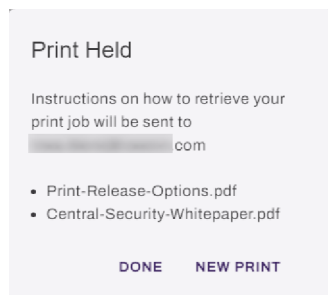 Print Held
Instructions on how to retrieve your
print job will be sent to
com
• Print-Release-Options.pdf
• Central-Security-Whitepaper.pdf
DONE NEW PRINT